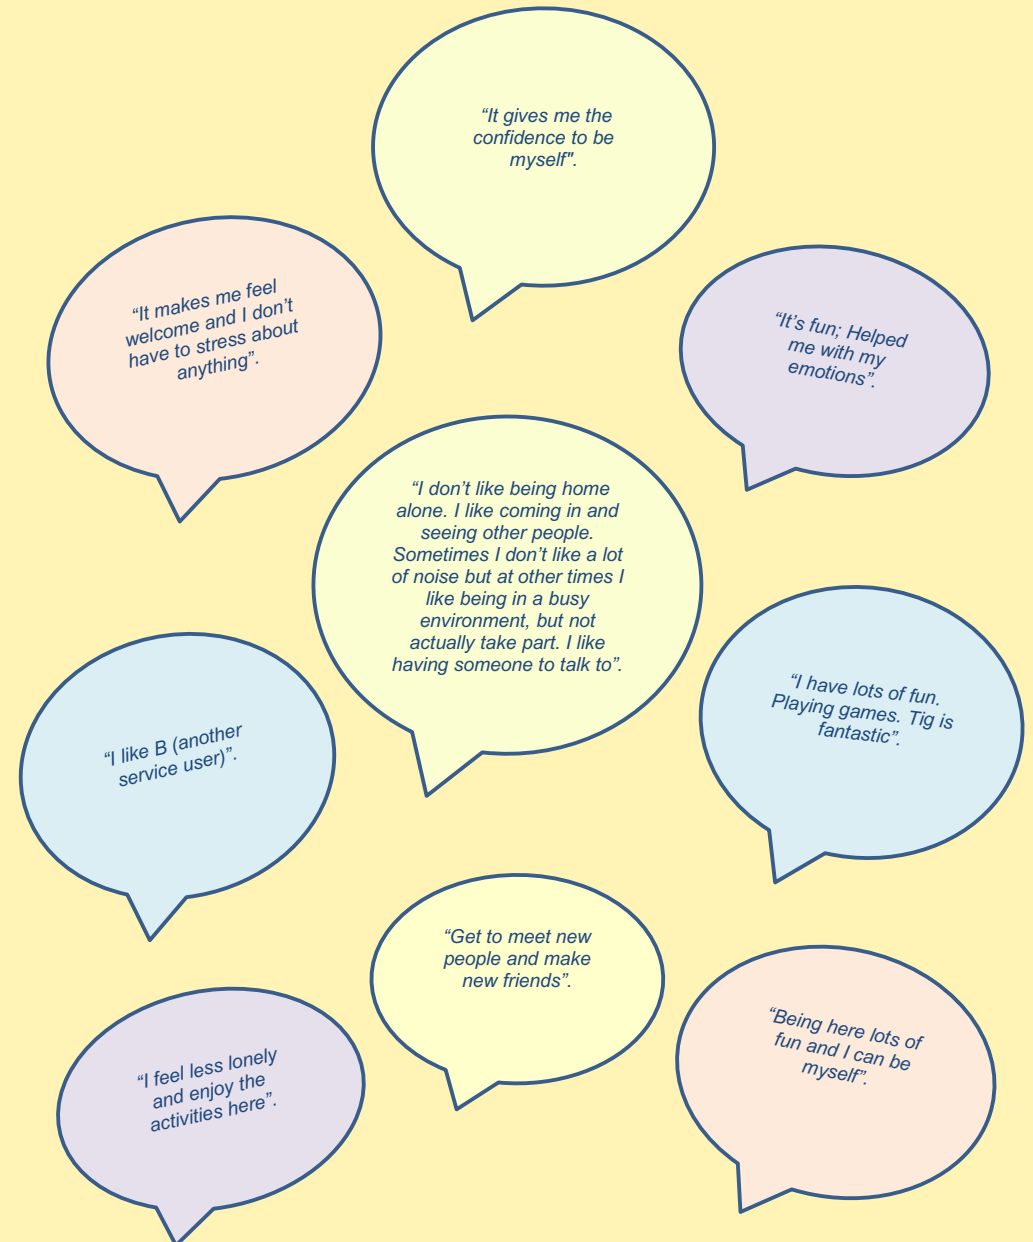 “It gives me the
confidence to be
myself".
“It makes me feel
welcome and I don’t
have to stress about
anything”.
“It’s fun; Helped
me with my
emotions”.
“I don’t like being home
alone. I like coming in and
seeing other people.
Sometimes I don’t like a lot
of noise but at other times I
like being in a busy
environment, but not
actually take part. I like
having someone to talk to”.
“I like B (another
service user)”.
“I have lots of fun.
Playing games. Tig is
fantastic”.
“Get to meet new
people and make
new friends”.
“I feel less lonely
and enjoy the
activities here”.
“Being here lots of
fun and I can be
myself”.